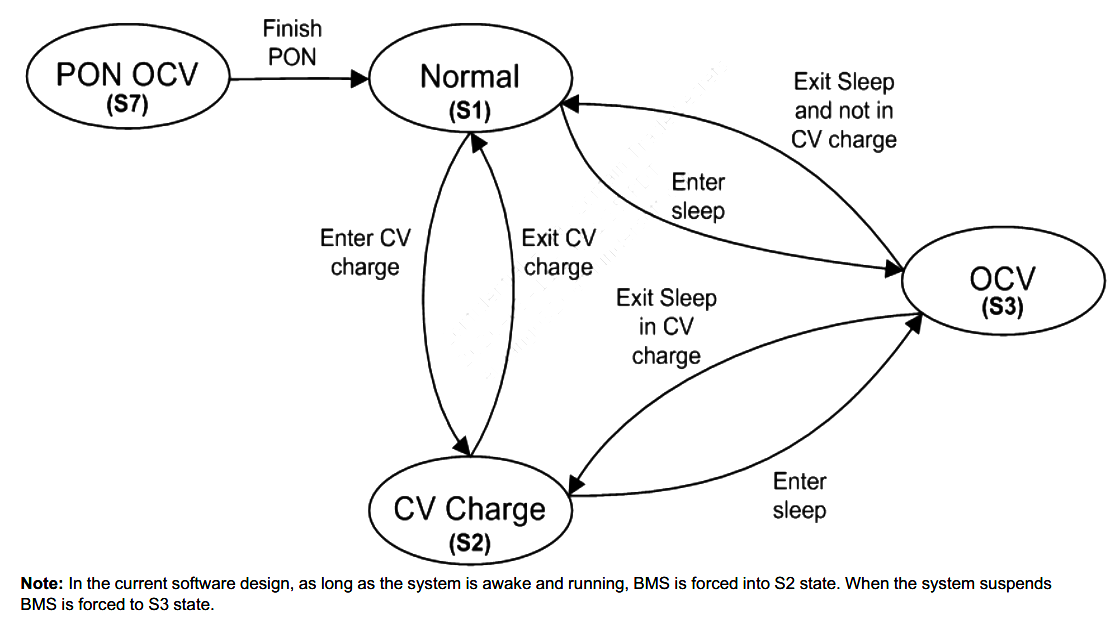 Finish
PON
PON OCV
(S7)
Normal
(S1)
Exit Sleep
and not in
CV charge
Enter
sleep
Enter CV
charge
Exit CV
charge
OCV
(S3)
Exit Sleep
in CV
charge
CV Charge
(S2)
Enter
sleep
Note: In the current software design, as long as the system is awake and running, BMS is forced into S2 state. When the system suspends
BMS is forced to S3 state.